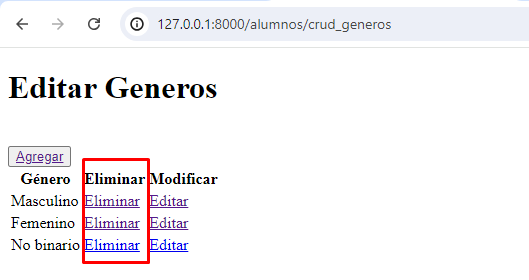 127.0.0.1:8000/alumnos/crud_generos
Editar Generos
Agregar
Género Eliminar Modificar
Masculino Eliminar Editar
Femenino Eliminar Editar
No binario Eliminar Editar